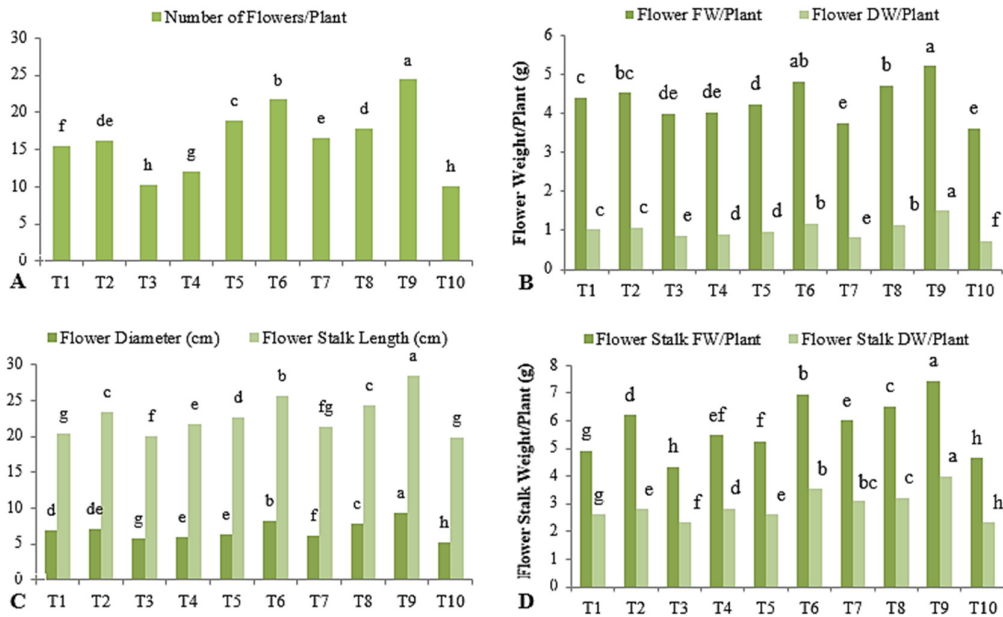 Number of Flowers/Plant
30
25
20
15
10
5
0
f de h g c b e d a h
T1 T2 T3 T4 T5 T6 T7 T8 T9 T10
A
Flower FW/Plant Flower DW/Plant
Flower Weight/Plant (g)
6
5
4
3
2
1
0
c bc de de d ab e b a e
c c e d d b e b a f
T1 T2 T3 T4 T5 T6 T7 T8 T9 T10
B
Flower Diameter (cm) Flower Stalk Length (cm)
30
25
20
15
10
5
0
g c f e d b fg c a g
d de g e e b f c a h
T1 T2 T3 T4 T5 T6 T7 T8 T9 T10
C
Flower Stalk FW/Plant Flower Stalk DW/Plant
Flower Stalk Weight/Plant (g)
8
7
6
5
4
3
2
1
0
g d h ef f b e c a h
g e f d e b bc c a h
T1 T2 T3 T4 T5 T6 T7 T8 T9 T10
D